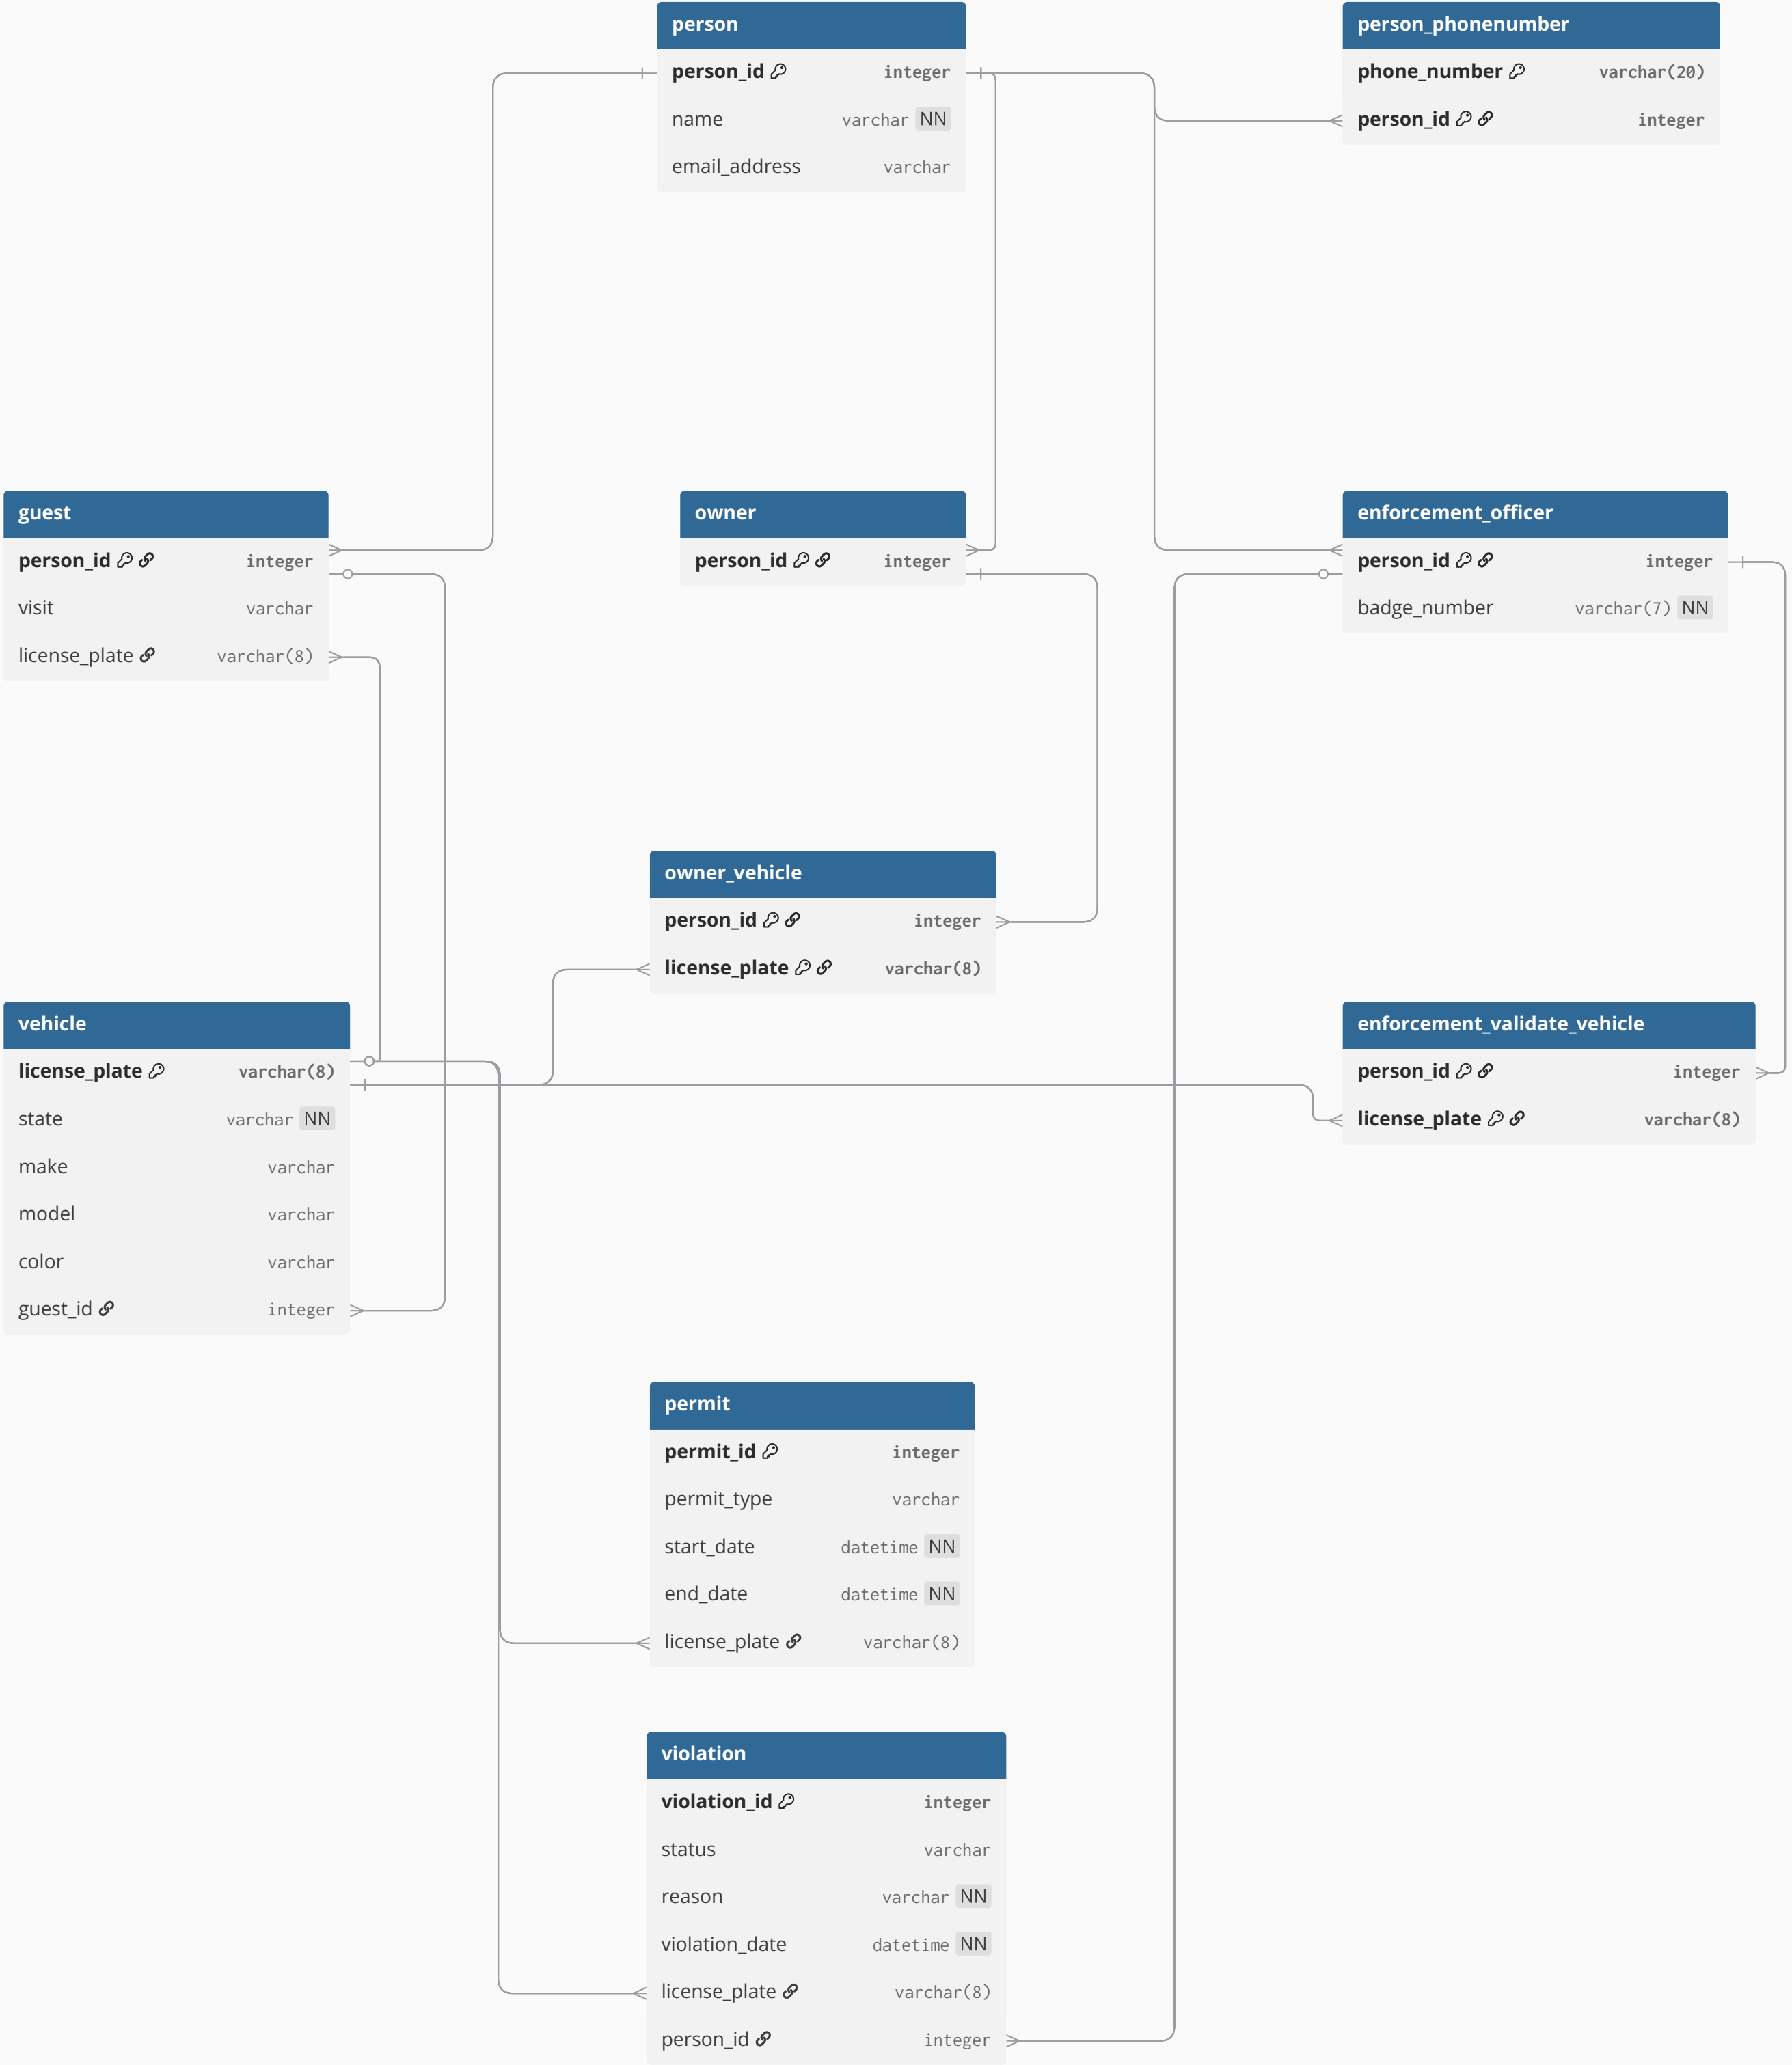 person
person_id integer
name varchar NN
email_address varchar
person_phonenumber
phone_number varchar(20)
person_id integer
guest
person_id integer
visit varchar
license_plate varchar(8)
owner
person_id integer
enforcement_officer
person_id integer
badge_number varchar(7) NN
owner_vehicle
person_id integer
license_plate varchar(8)
vehicle
license_plate varchar(8)
state varchar NN
make varchar
model varchar
color varchar
guest_id integer
enforcement_validate_vehicle
person_id integer
license_plate varchar(8)
permit
permit_id integer
permit_type varchar
start_date datetime NN
end_date datetime NN
license_plate varchar(8)
violation
violation_id integer
status varchar
reason varchar NN
violation_date datetime NN
license_plate varchar(8)
person_id integer